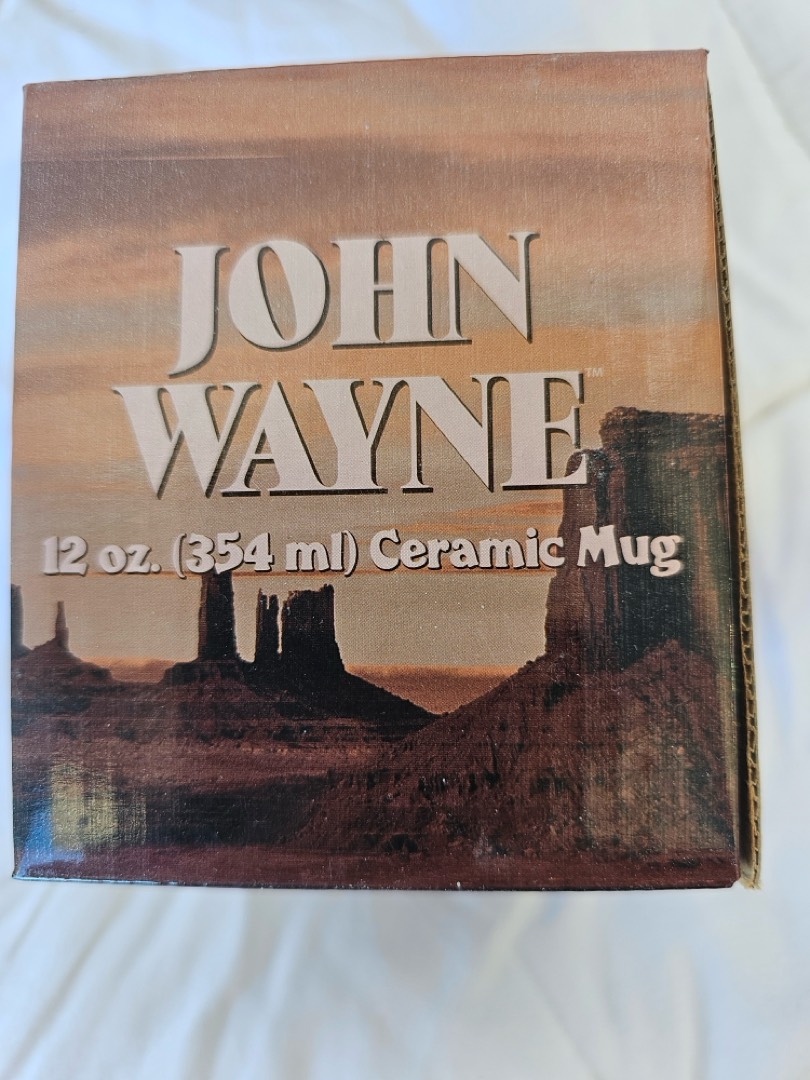 JOHN
WAYNE™
12 oz. (354 ml) Ceramic Mug